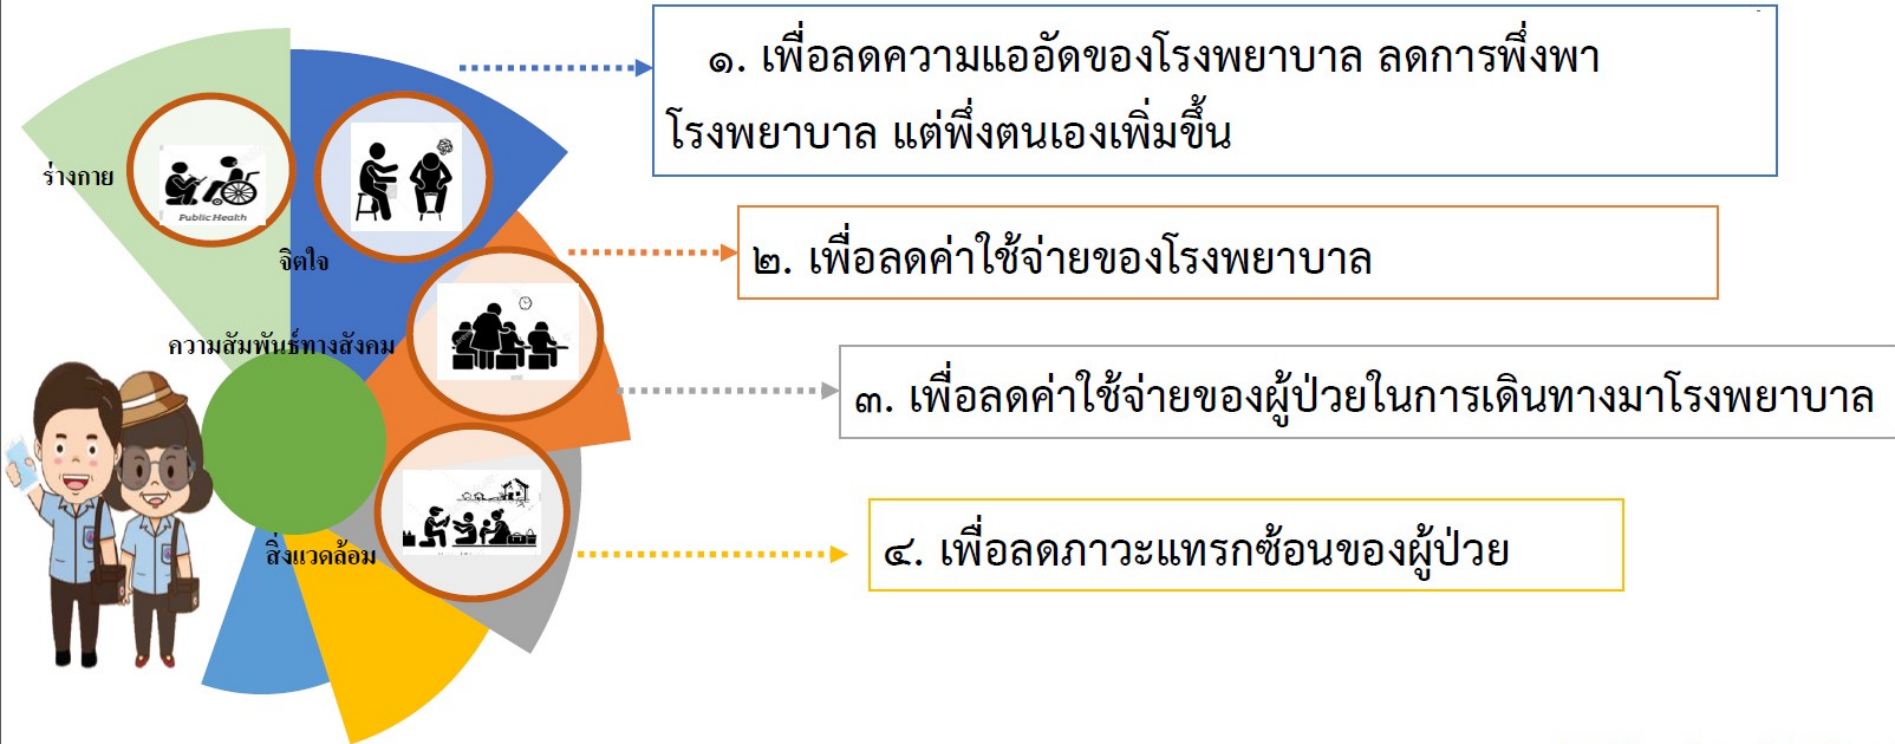 ๑. เพื่อลดความแออัดของโรงพยาบาล ลดการพึ่งพา
โรงพยาบาล แต่พึ่งตนเองเพิ่มขึ้น
ร่างกาย
Public Health
จิตใจ
๒. เพื่อลดค่าใช้จ่ายของโรงพยาบาล
ความสัมพันธ์ทางสังคม
๓. เพื่อลดค่าใช้จ่ายของผู้ป่วยในการเดินทางมาโรงพยาบาล
สิ่งแวดล้อม
๔. เพื่อลดภาวะแทรกซ้อนของผู้ป่วย